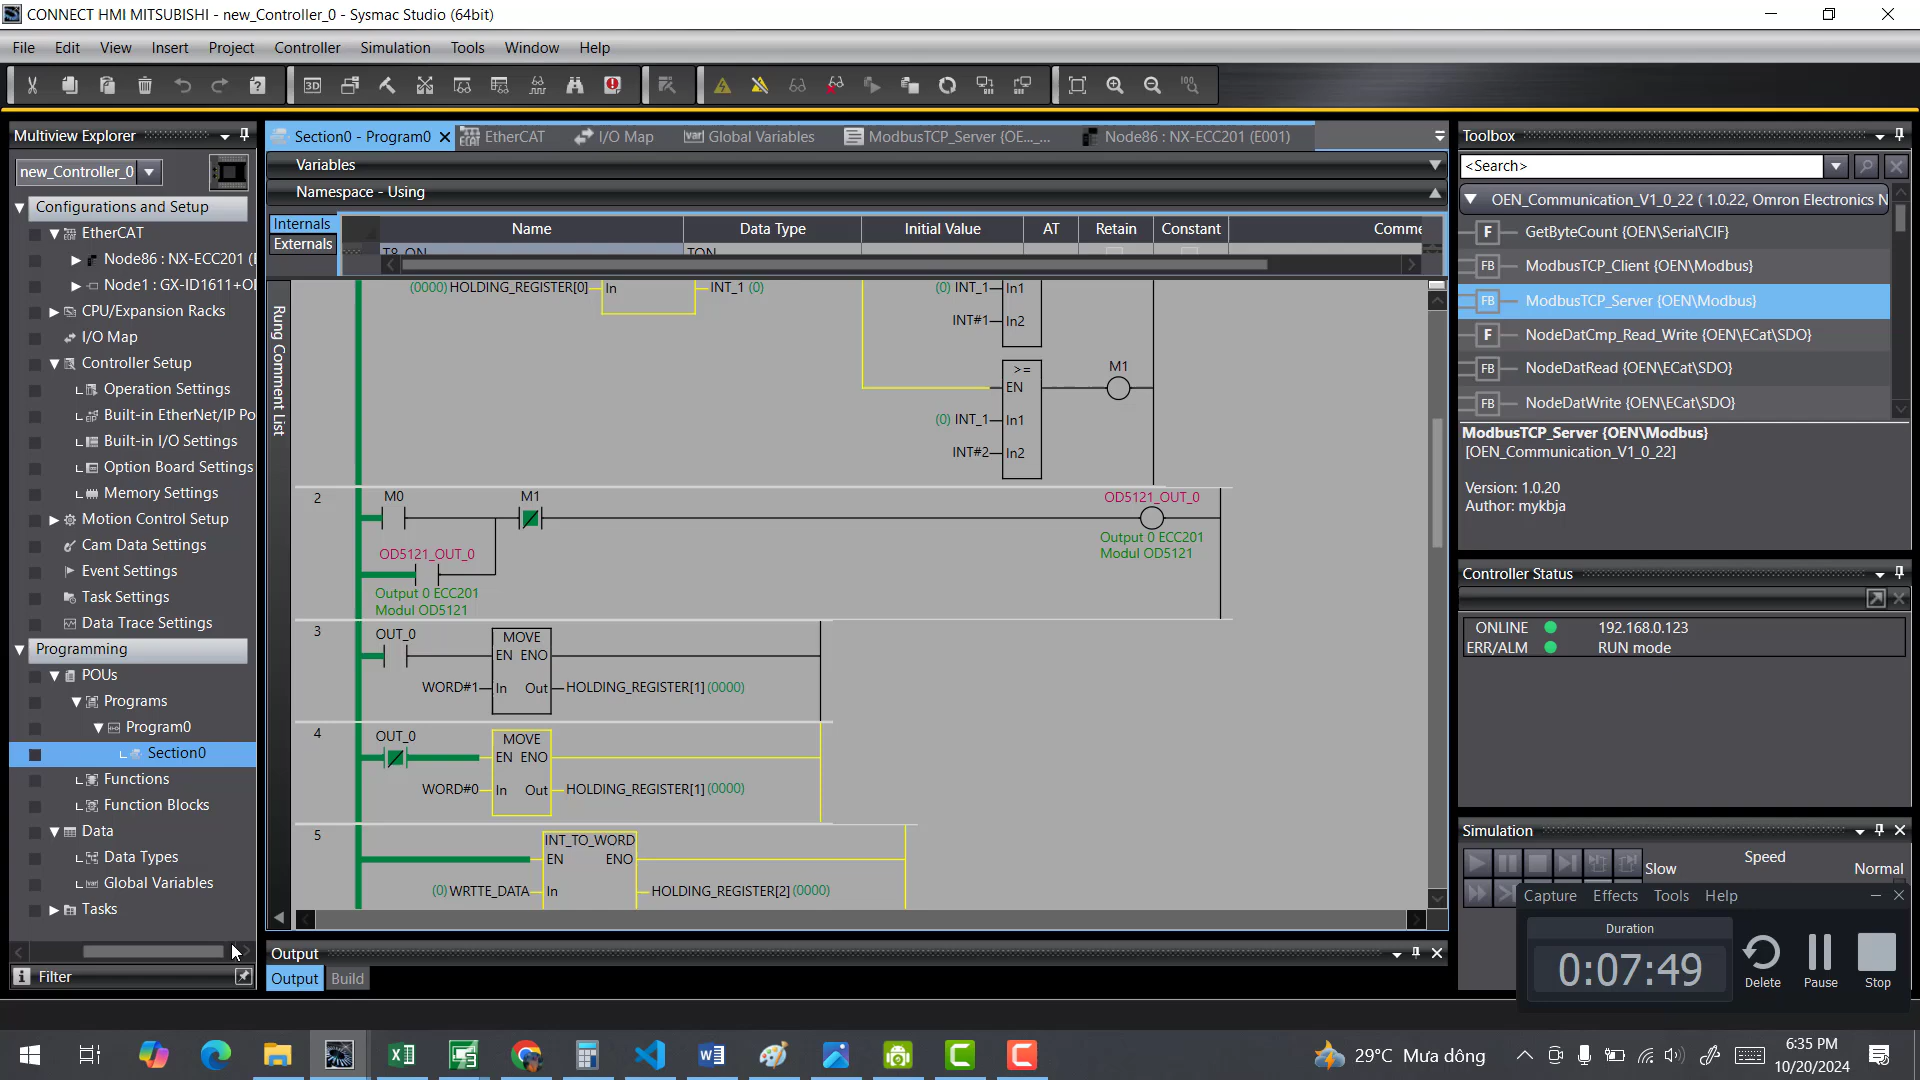 CONNECT HMI MITSUBISHI - new_Controller_0 - Sysmac Studio (64bit)
File Edit View Insert Project Controller Simulation Tools Window Help
Multiview Explorer
new_Controller_0
Configurations and Setup
EtherCAT
Node86 : NX-ECC201 (
Node1 : GX-ID1611+O
CPU/Expansion Racks
I/O Map
Controller Setup
Operation Settings
Built-in EtherNet/IP Po
Built-in I/O Settings
Option Board Settings
Memory Settings
Motion Control Setup
Cam Data Settings
Event Settings
Task Settings
Data Trace Settings
Programming
POUs
Programs
Program0
Section0
Functions
Function Blocks
Data
Data Types
Global Variables
Tasks
Filter
Section0 - Program0 EtherCAT I/O Map Global Variables ModbusTCP_Server {OE..._... Node86 : NX-ECC201 (E001)
Variables
Namespace - Using
Internals
Externals
Name Data Type Initial Value AT Retain Constant Comme
T8_ON TON
Rung Comment List
(0000) HOLDING_REGISTER[0] In INT_1 (0) (0) INT_1 In1
INT#1 In2
>= M1
EN
(0) INT_1 In1
INT#2 In2
2 M0 M1 OD5121_OUT_0
Output 0 ECC201
Modul OD5121
OD5121_OUT_0
Output 0 ECC201
Modul OD5121
3 OUT_0 MOVE
EN ENO
WORD#1 In Out HOLDING_REGISTER[1] (0000)
4 OUT_0 MOVE
EN ENO
WORD#0 In Out HOLDING_REGISTER[1] (0000)
5 INT_TO_WORD
EN ENO
(0) WRTTE_DATA In HOLDING_REGISTER[2] (0000)
Output
Output Build
Toolbox
<Search>
OEN_Communication_V1_0_22 ( 1.0.22, Omron Electronics N
F GetByteCount {OEN\Serial\CIF}
FB ModbusTCP_Client {OEN\Modbus}
FB ModbusTCP_Server {OEN\Modbus}
F NodeDatCmp_Read_Write {OEN\ECat\SDO}
FB NodeDatRead {OEN\ECat\SDO}
FB NodeDatWrite {OEN\ECat\SDO}
ModbusTCP_Server {OEN\Modbus}
[OEN_Communication_V1_0_22]
Version: 1.0.20
Author: mykbja
Controller Status
ONLINE 192.168.0.123
ERR/ALM RUN mode
Simulation
Speed
Slow Normal
Capture Effects Tools Help
Duration
0:07:49
Delete Pause Stop
29°C Mưa dông
6:35 PM
10/20/2024